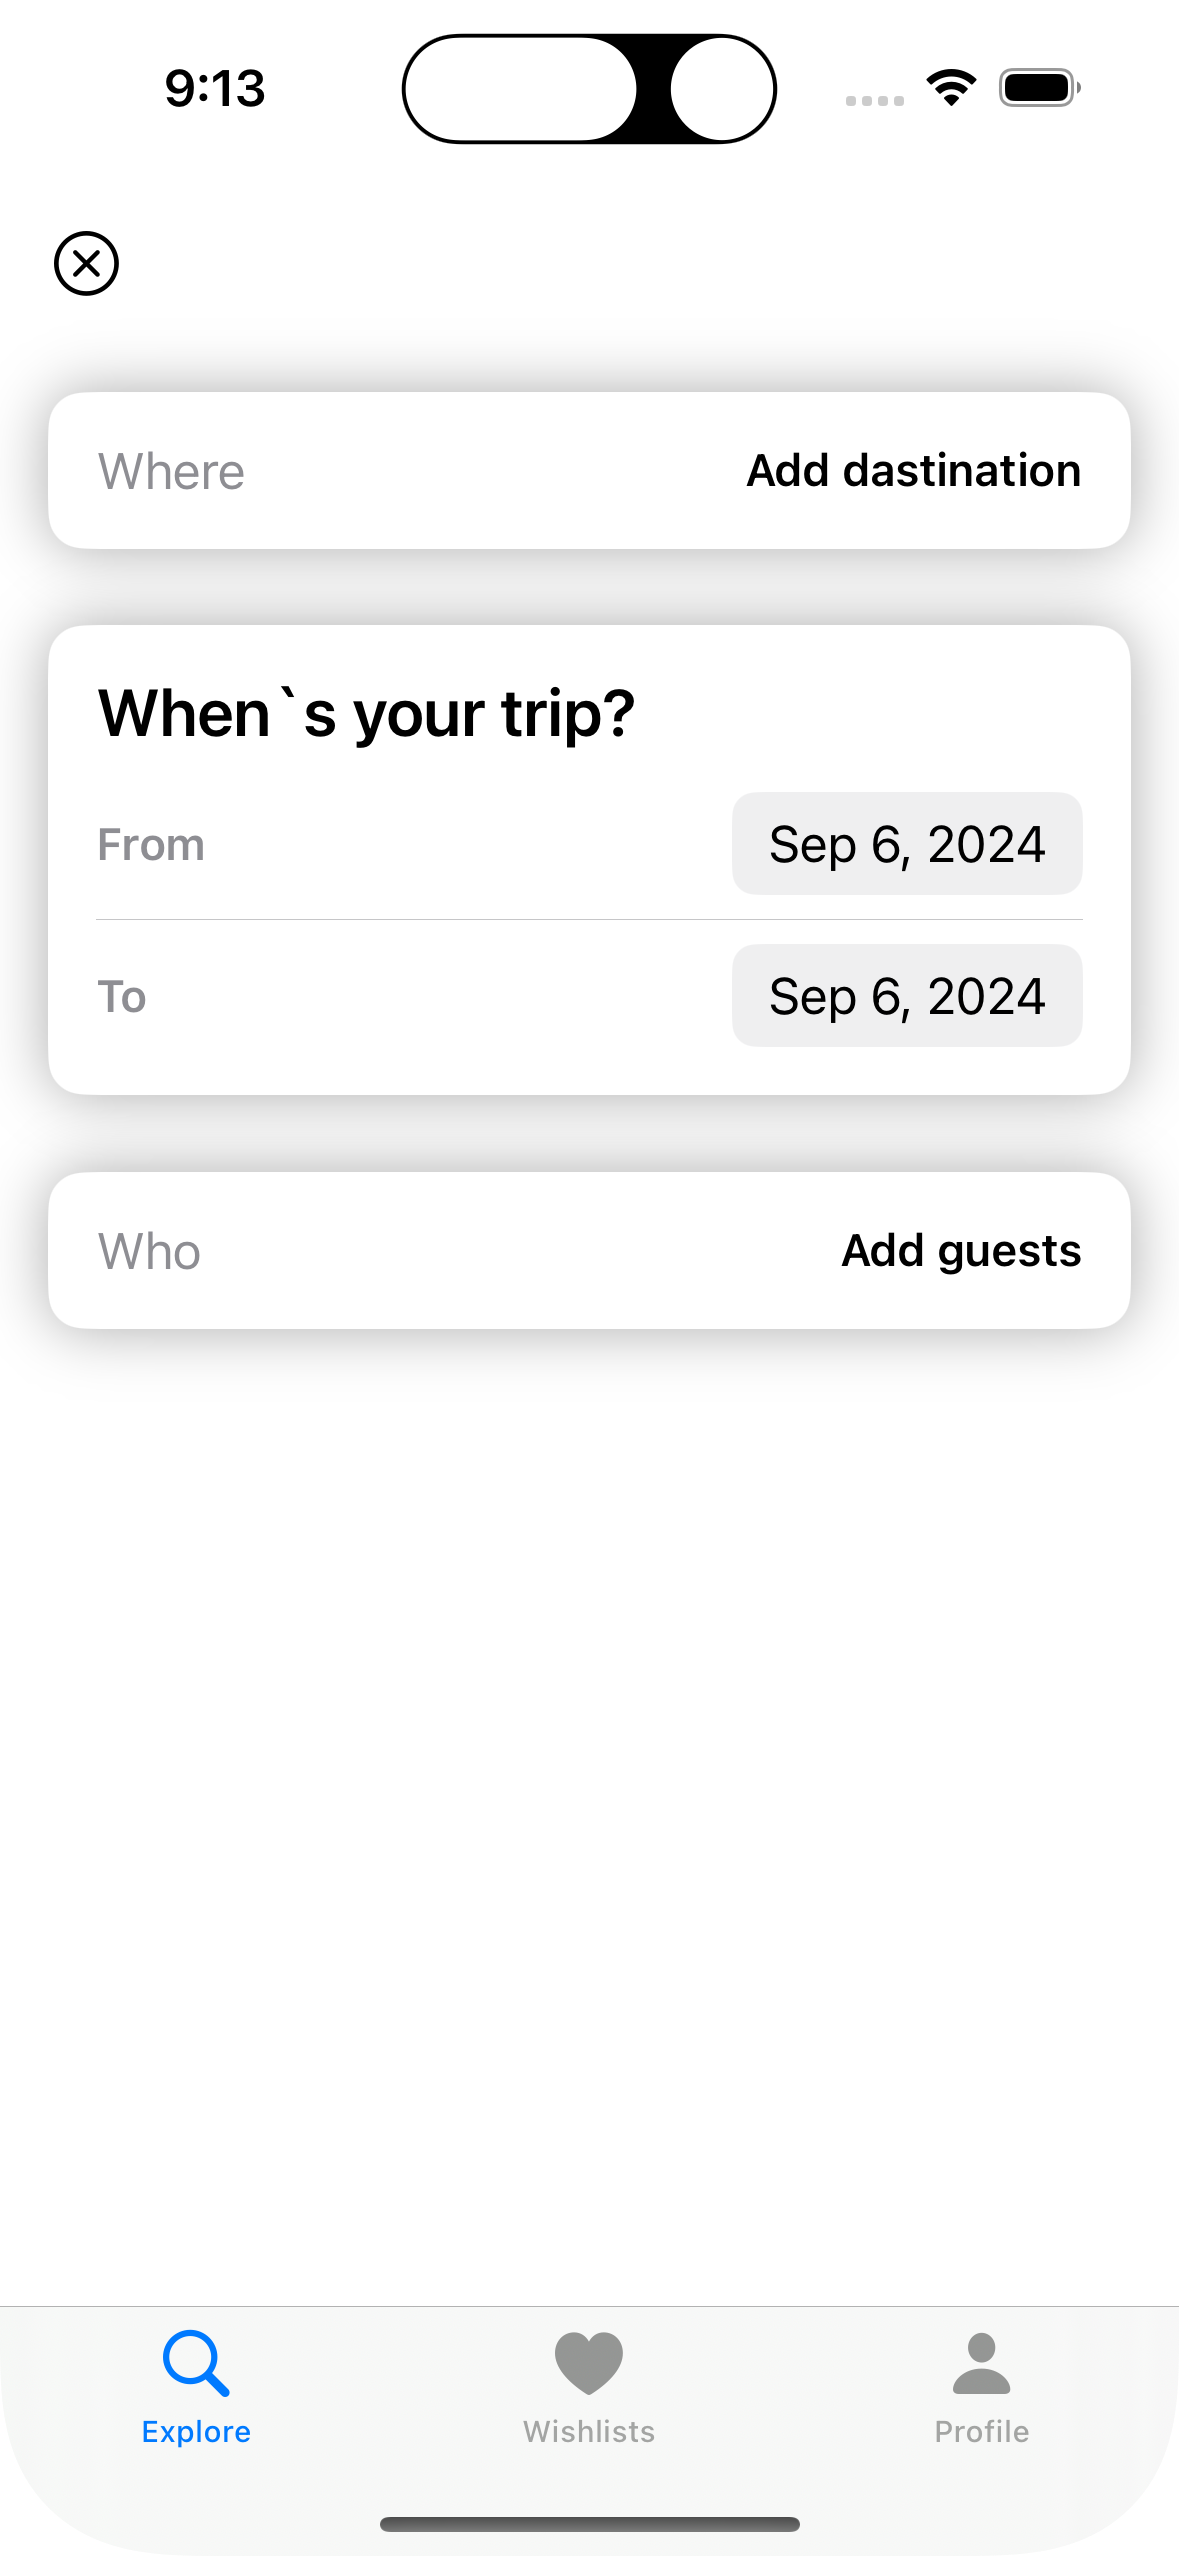 9:13
Where Add dastination
When`s your trip?
From Sep 6, 2024
To Sep 6, 2024
Who Add guests
Explore Wishlists Profile